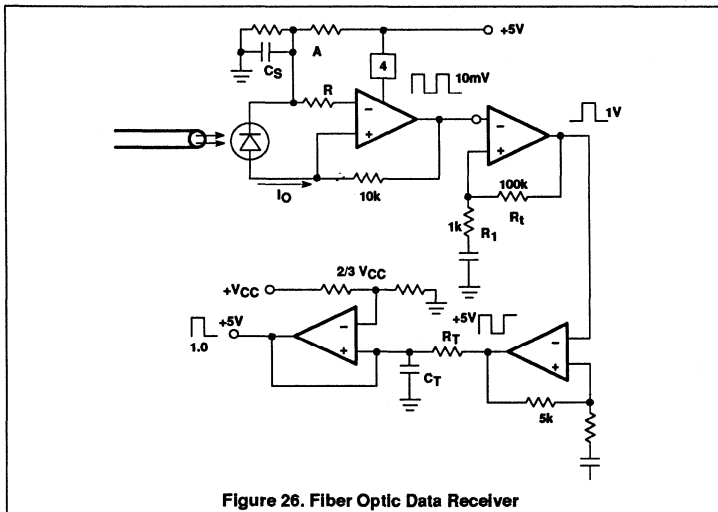 +5V
A
C_S
4
10mV
R
−
+
1V
−
+
I_O
10k
100k
R_t
1k
R_1
2/3 V_CC
+V_CC
−
+
+5V
1.0
+5V
R_T
C_T
−
+
5k
Figure 26. Fiber Optic Data Receiver